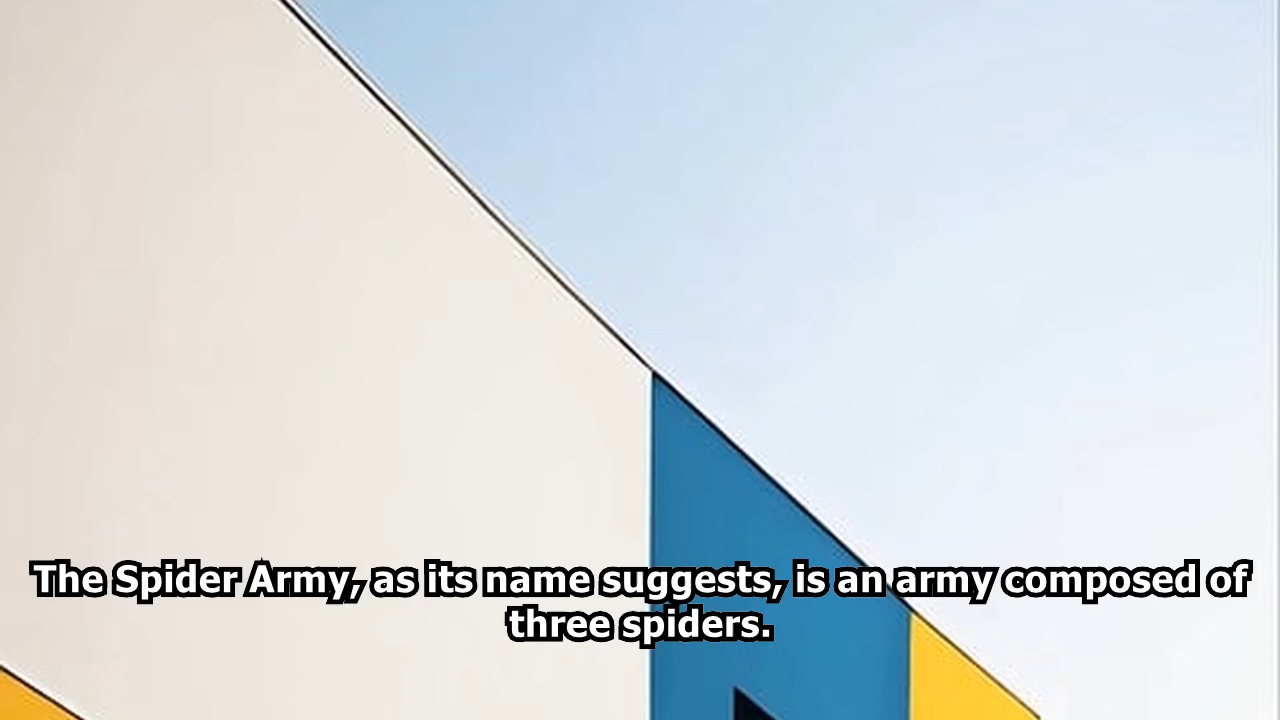 The Spider Army, as its name suggests, is an army composed of
three spiders.